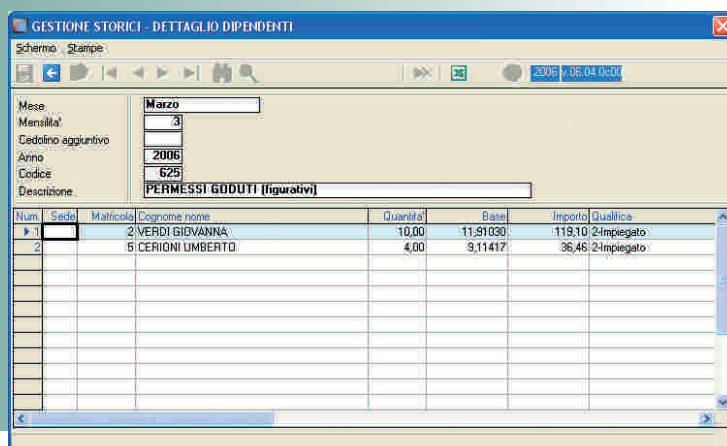 GESTIONE STORICI - DETTAGLIO DIPENDENTI
Schermo Stampe
2006 v.06.04.0c00
Mese Marzo
Mensilita' 3
Cedolino aggiuntivo
Anno 2006
Codice 625
Descrizione PERMESSI GODUTI (figurativi)
Num. Sede Matricola Cognome nome Quantita' Base Importo Qualifica
1 2 VERDI GIOVANNA 10,00 11,91030 119,10 2-Impiegato
2 5 CERIONI UMBERTO 4,00 9,11417 36,46 2-Impiegato